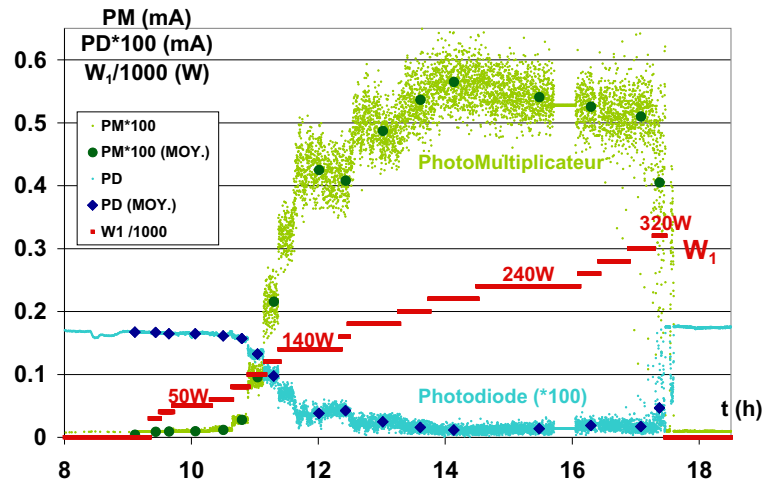 PM (mA)
PD*100 (mA)
W₁/1000 (W)
0.6
0.5
0.4
0.3
0.2
0.1
0
PM*100
PM*100 (MOY.)
PD
PD (MOY.)
W1 /1000
PhotoMultiplicateur
320W
W₁
240W
140W
50W
Photodiode (*100)
t (h)
8 10 12 14 16 18